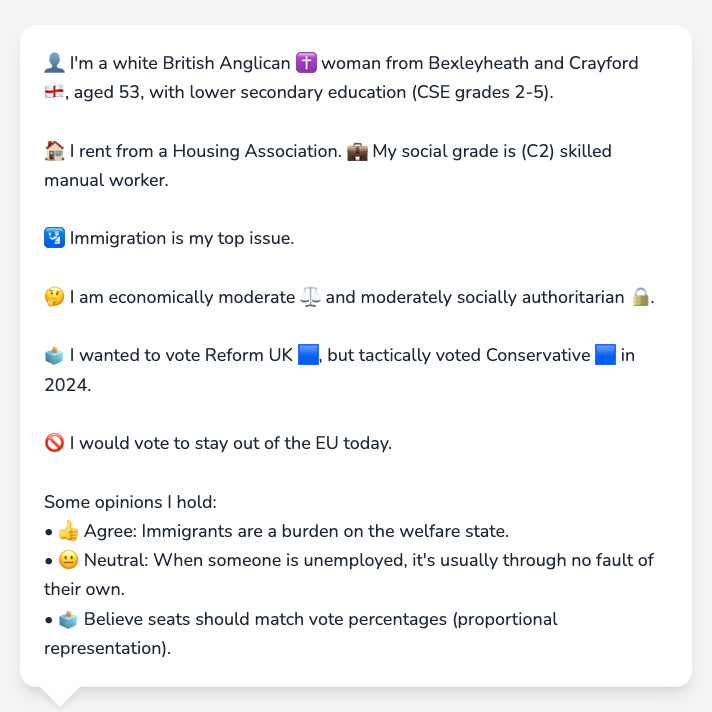 👤 I'm a white British Anglican ✝️ woman from Bexleyheath and Crayford
🏴󠁧󠁢󠁥󠁮󠁧󠁿, aged 53, with lower secondary education (CSE grades 2-5).
🏠 I rent from a Housing Association. 💼 My social grade is (C2) skilled
manual worker.
🛂 Immigration is my top issue.
🤔 I am economically moderate ⚖️ and moderately socially authoritarian 🔒.
🗳️ I wanted to vote Reform UK 🟦, but tactically voted Conservative 🟦 in
2024.
🚫 I would vote to stay out of the EU today.
Some opinions I hold:
• 👍 Agree: Immigrants are a burden on the welfare state.
• 😐 Neutral: When someone is unemployed, it's usually through no fault of
their own.
• 🗳️ Believe seats should match vote percentages (proportional
representation).